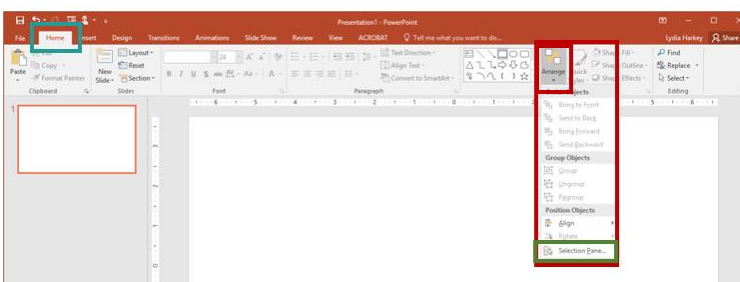 Presentation1 - PowerPoint
File Home Insert Design Transitions Animations Slide Show Review View ACROBAT Tell me what you want to do... Lydia Harkey Share
Paste
Copy
Format Painter
Clipboard
New
Slide
Layout
Reset
Section
Slides
24
Font
Text Direction
Align Text
Convert to SmartArt
Paragraph
Arrange
Find
Replace
Select
Editing
Bring to Front
Send to Back
Bring Forward
Send Backward
Group Objects
Group
Ungroup
Regroup
Position Objects
Align
Rotate
Selection Pane...
1